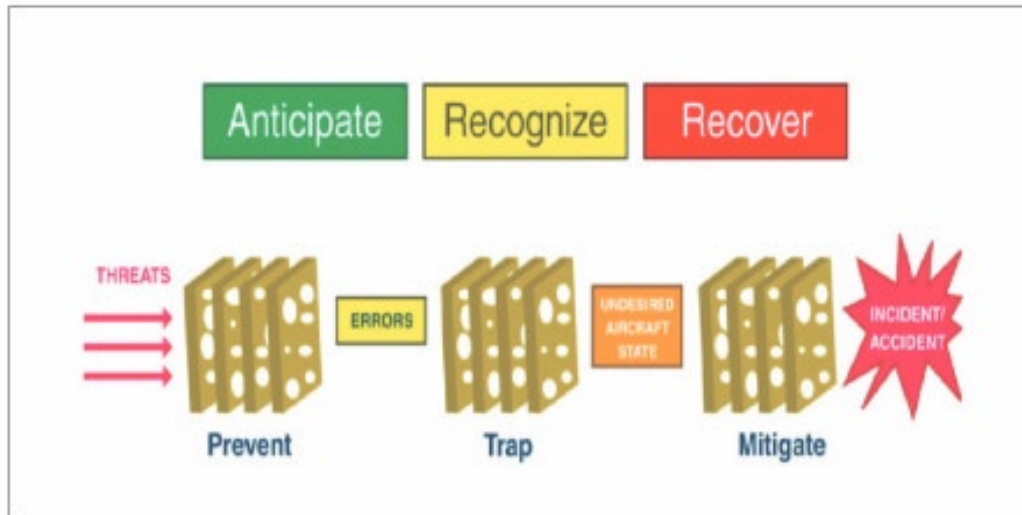 Anticipate
Recognize
Recover
THREATS
ERRORS
UNDESIRED
AIRCRAFT
STATE
INCIDENT/
ACCIDENT
Prevent
Trap
Mitigate